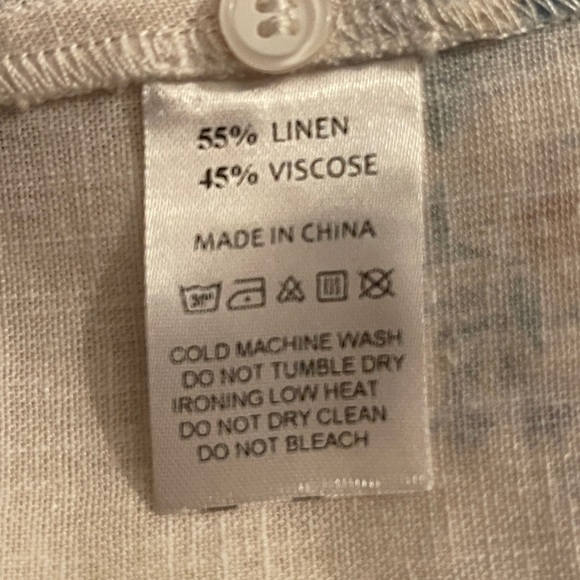 55% LINEN
45% VISCOSE
MADE IN CHINA
30°
COLD MACHINE WASH
DO NOT TUMBLE DRY
IRONING LOW HEAT
DO NOT DRY CLEAN
DO NOT BLEACH